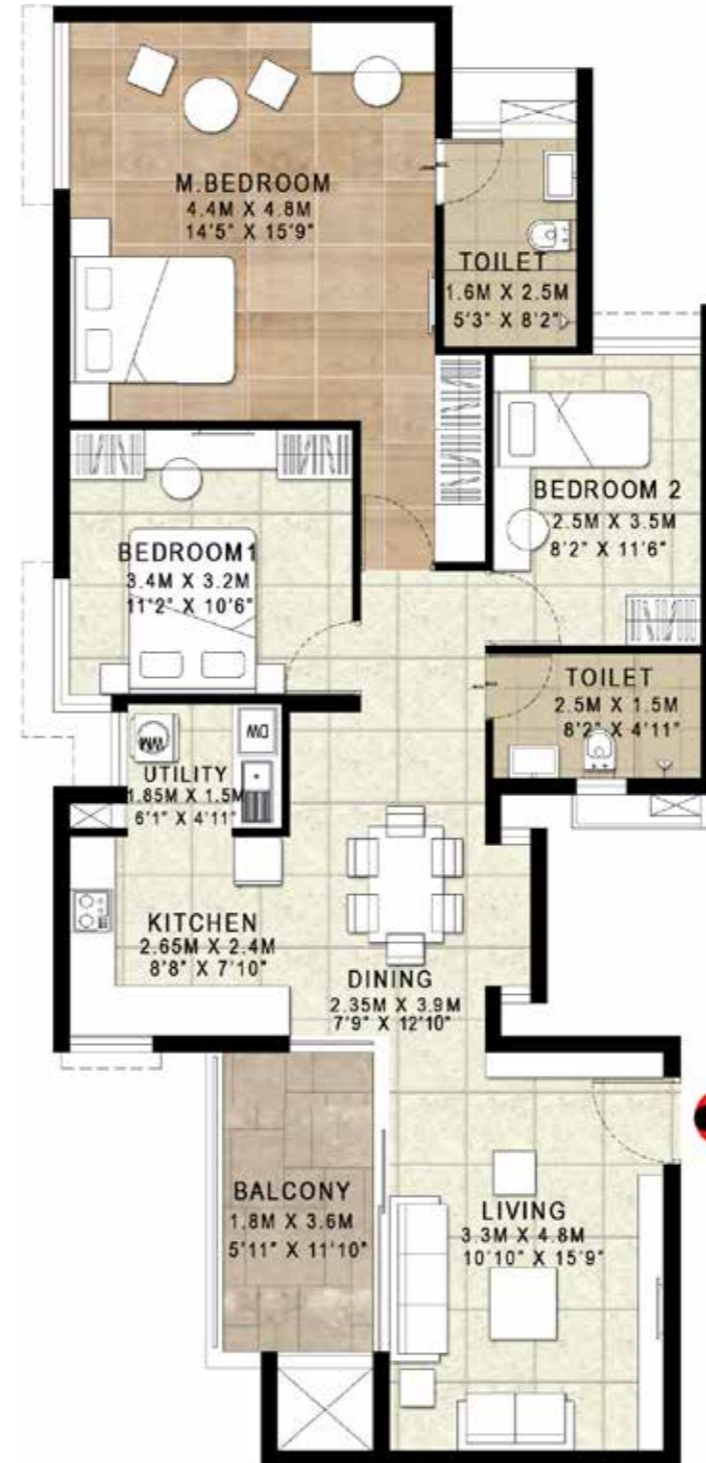 M.BEDROOM
4.4M X 4.8M
14'5" X 15'9"
TOILET
1.6M X 2.5M
5'3" X 8'2"
BEDROOM 2
2.5M X 3.5M
8'2" X 11'6"
BEDROOM1
3.4M X 3.2M
11'2" X 10'6"
TOILET
2.5M X 1.5M
8'2" X 4'11"
WM
DW
UTILITY
1.85M X 1.5M
6'1" X 4'11"
KITCHEN
2.65M X 2.4M
8'8" X 7'10"
DINING
2.35M X 3.9M
7'9" X 12'10"
BALCONY
1.8M X 3.6M
5'11" X 11'10"
LIVING
3.3M X 4.8M
10'10" X 15'9"